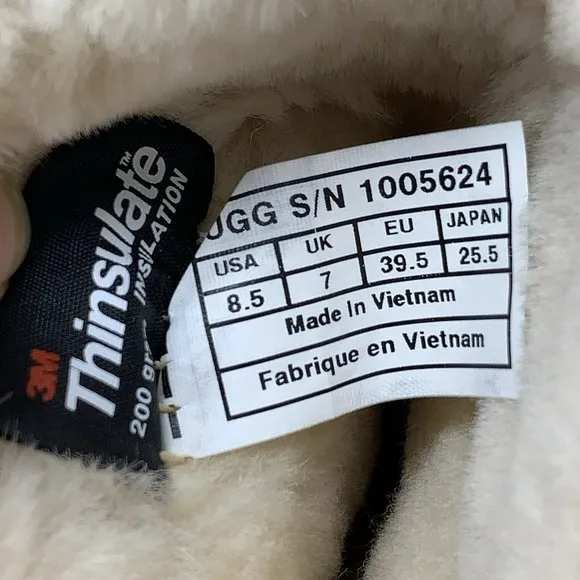 3M
Thinsulate™
200 gram INSULATION
UGG S/N 1005624
USA UK EU JAPAN
8.5 7 39.5 25.5
Made In Vietnam
Fabrique en Vietnam